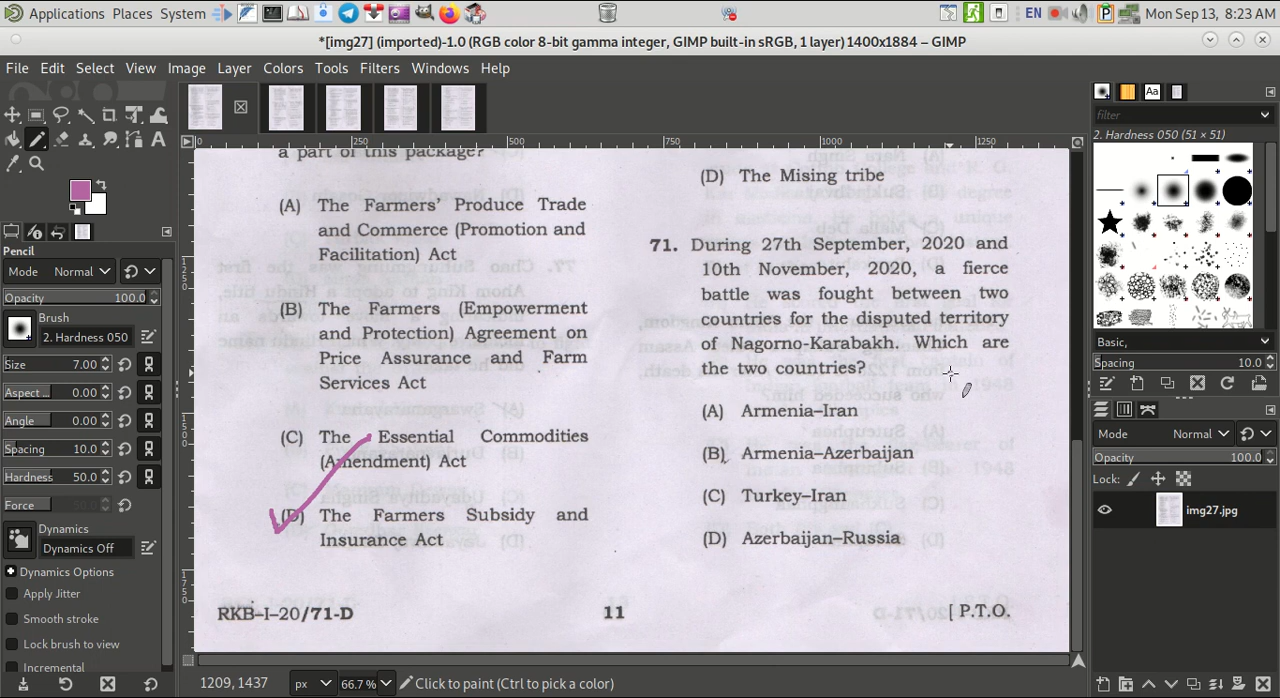 Applications Places System
EN
Mon Sep 13, 8:23 AM
*[img27] (imported)-1.0 (RGB color 8-bit gamma integer, GIMP built-in sRGB, 1 layer) 1400x1884 – GIMP
File Edit Select View Image Layer Colors Tools Filters Windows Help
Pencil
Mode Normal
Opacity 100.0
Brush
2. Hardness 050
Size 7.00
Aspect ... 0.00
Angle 0.00
Spacing 10.0
Hardness 50.0
Force
Dynamics
Dynamics Off
Dynamics Options
Apply Jitter
Smooth stroke
Lock brush to view
Incremental
0 250 500 750 1000 1250
a part of this package?
(A) The Farmers' Produce Trade
and Commerce (Promotion and
Facilitation) Act
(B) The Farmers (Empowerment
and Protection) Agreement on
Price Assurance and Farm
Services Act
(C) The Essential Commodities
(Amendment) Act
(D) The Farmers Subsidy and
Insurance Act
(D) The Mising tribe
71. During 27th September, 2020 and
10th November, 2020, a fierce
battle was fought between two
countries for the disputed territory
of Nagorno-Karabakh. Which are
the two countries?
(A) Armenia–Iran
(B) Armenia–Azerbaijan
(C) Turkey–Iran
(D) Azerbaijan–Russia
RKB–I–20/71-D
11
[ P.T.O.
1209, 1437 px 66.7 % Click to paint (Ctrl to pick a color)
Aa
filter
2. Hardness 050 (51 × 51)
Basic,
Spacing 10.0
Mode Normal
Opacity 100.0
Lock:
img27.jpg